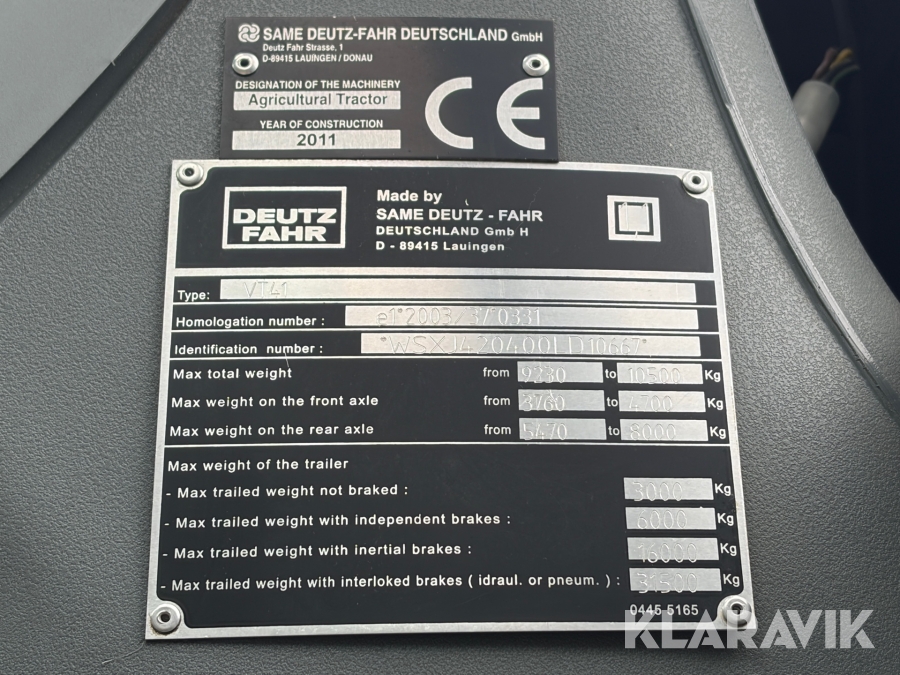 SAME DEUTZ-FAHR DEUTSCHLAND GmbH
Deutz Fahr Strasse, 1
D-89415 LAUINGEN / DONAU
DESIGNATION OF THE MACHINERY
Agricultural Tractor
YEAR OF CONSTRUCTION
2011
CE
DEUTZ
FAHR
Made by
SAME DEUTZ - FAHR
DEUTSCHLAND Gmb H
D - 89415 Lauingen
Type: VT41
Homologation number : e1*2003/37*0331
Identification number : *WSXJ420400LD10667*
Max total weight from 9230 to 10500 Kg
Max weight on the front axle from 3760 to 4700 Kg
Max weight on the rear axle from 5470 to 8000 Kg
Max weight of the trailer
- Max trailed weight not braked : 3000 Kg
- Max trailed weight with independent brakes : 6000 Kg
- Max trailed weight with inertial brakes : 16000 Kg
- Max trailed weight with interloked brakes ( idraul. or pneum. ) : 31500 Kg
0445 5165
KLARAVIK